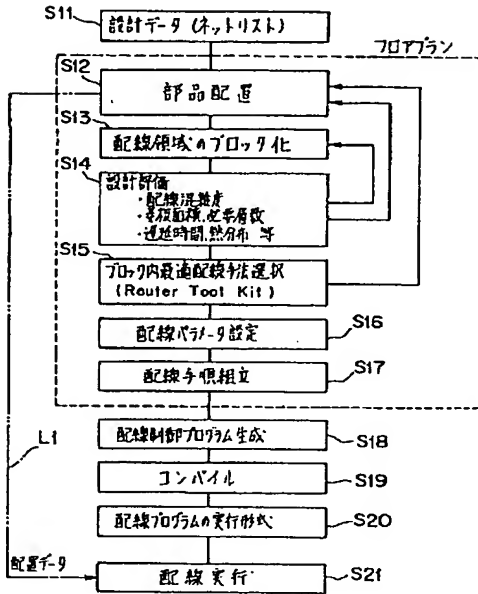 S11
設計データ(ネットリスト)
フロアプラン
S12
部品配置
S13
配線領域のブロック化
S14
設計評価
・配線混雑度
・基板面積,必要層数
・遅延時間,熱分布 等
S15
ブロック内最適配線手法選択
(Router Tool Kit)
配線パラメータ設定
S16
配線手順組立
S17
配線制御プログラム生成
S18
L1
コンパイル
S19
配線プログラムの実行形式
S20
配置データ
配線実行
S21